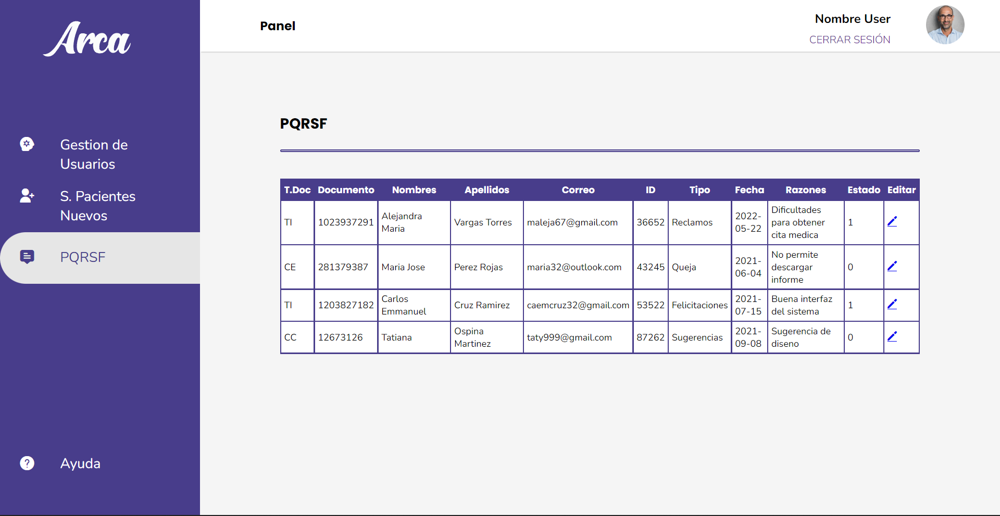 Arca
Panel
Nombre User
CERRAR SESIÓN
Gestion de
Usuarios
S. Pacientes
Nuevos
PQRSF
Ayuda
PQRSF
T.Doc Documento Nombres Apellidos Correo ID Tipo Fecha Razones Estado Editar
TI 1023937291 Alejandra Maria Vargas Torres maleja67@gmail.com 36652 Reclamos 2022-05-22 Dificultades para obtener cita medica 1
CE 281379387 Maria Jose Perez Rojas maria32@outlook.com 43245 Queja 2021-06-04 No permite descargar informe 0
TI 1203827182 Carlos Emmanuel Cruz Ramirez caemcruz32@gmail.com 53522 Felicitaciones 2021-07-15 Buena interfaz del sistema 1
CC 12673126 Tatiana Ospina Martinez taty999@gmail.com 87262 Sugerencias 2021-09-08 Sugerencia de diseno 0